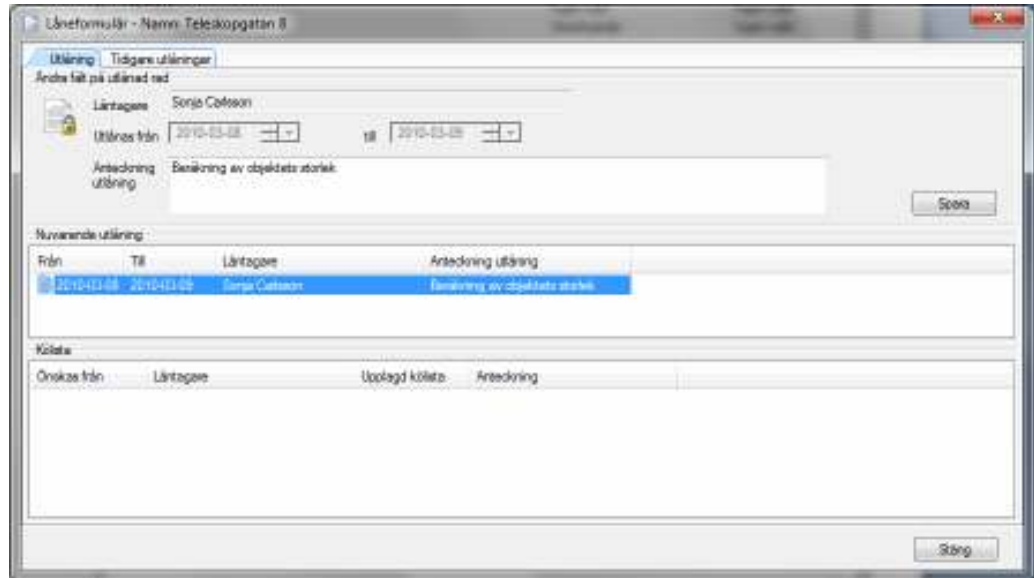 Låneformulär - Namn: Teleskopgatan 8
Utlåning Tidigare utlåningar
Ändra fält på utlånad rad
Låntagare Sonja Carlsson
Utlånas från 2010-03-08 till 2010-03-09
Anteckning utlåning Beräkning av objektets storlek
Spara
Nuvarande utlåning
Från Till Låntagare Anteckning utlåning
2010-03-08 2010-03-09 Sonja Carlsson Beräkning av objektets storlek
Kölista
Önskas från Låntagare Upplagd kölista Anteckning
Stäng